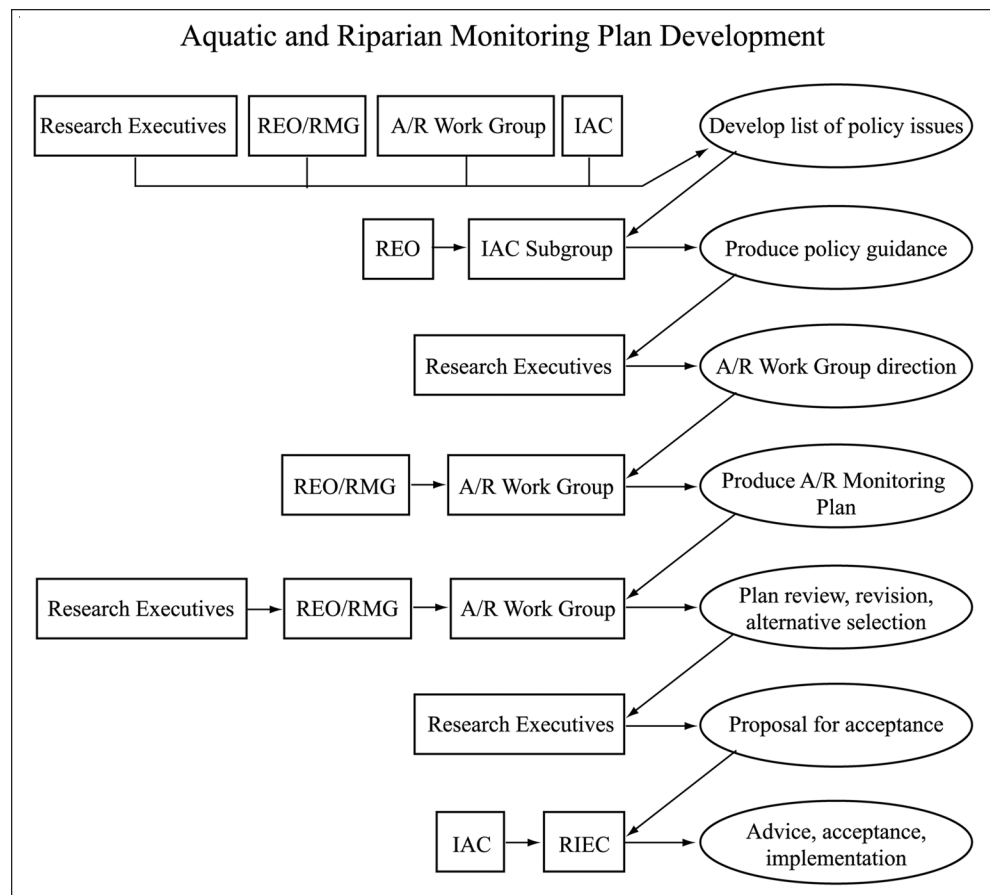 Aquatic and Riparian Monitoring Plan Development
Research Executives
REO/RMG
A/R Work Group
IAC
Develop list of policy issues
REO
IAC Subgroup
Produce policy guidance
Research Executives
A/R Work Group direction
REO/RMG
A/R Work Group
Produce A/R Monitoring
Plan
Research Executives
REO/RMG
A/R Work Group
Plan review, revision,
alternative selection
Research Executives
Proposal for acceptance
IAC
RIEC
Advice, acceptance,
implementation